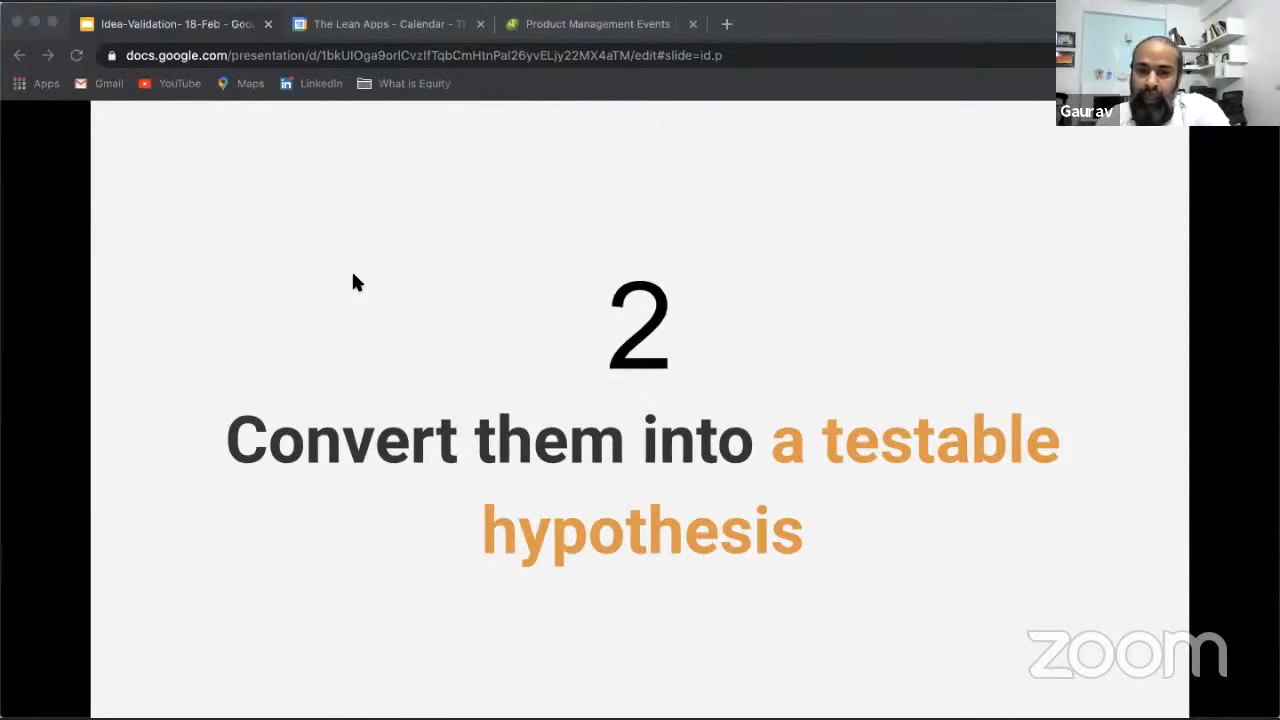 Idea-Validation- 18-Feb - Goo
The Lean Apps - Calendar - T
Product Management Events
docs.google.com/presentation/d/1bkUIOga9orlCvzIfTqbCmHtnPaI26yvELjy22MX4aTM/edit#slide=id.p
Apps
Gmail
YouTube
Maps
LinkedIn
What is Equity
Gaurav
2
Convert them into a testable
hypothesis
zoom